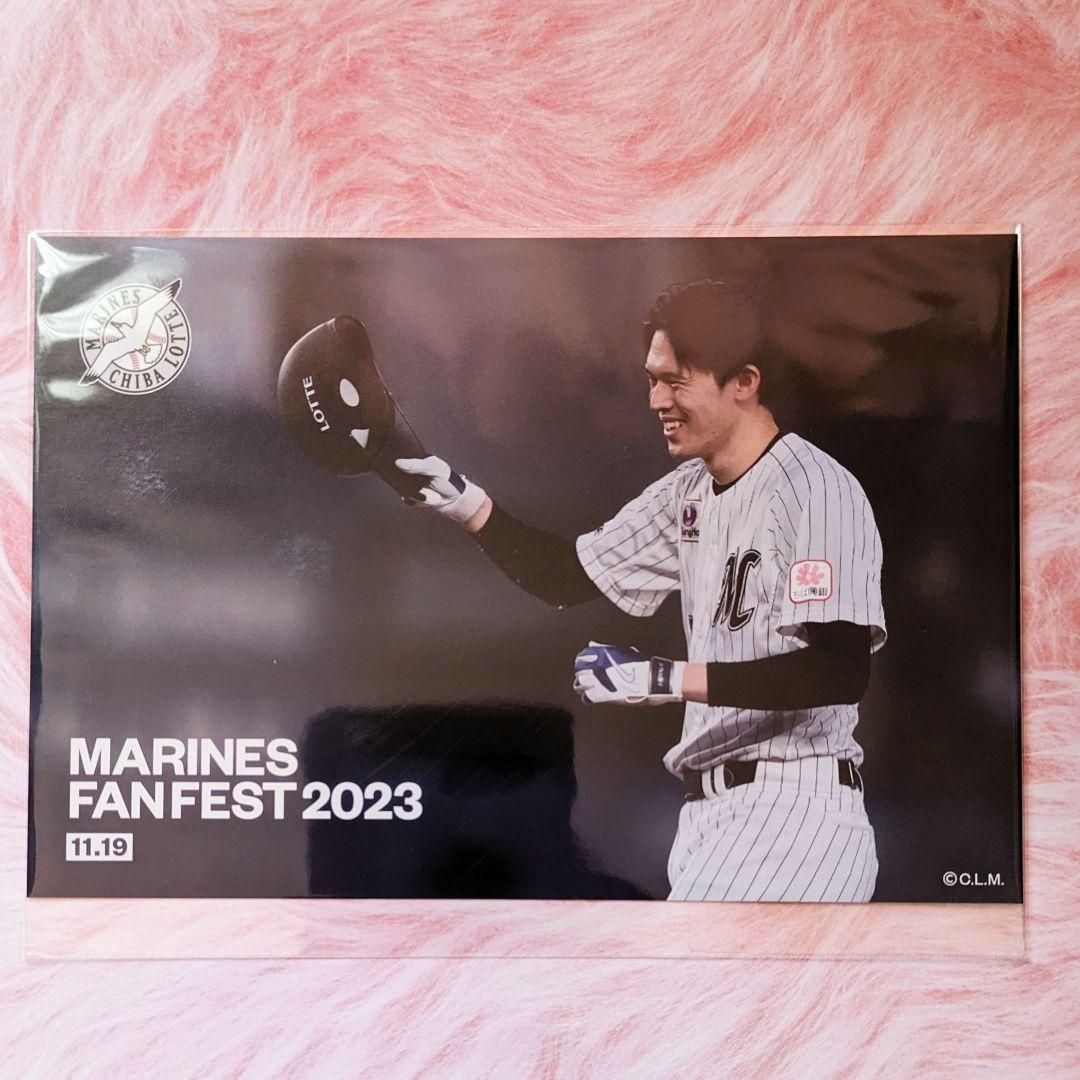 MARINES
CHIBA LOTTE
LOTTE
M
MARINES
FAN FEST 2023
11.19
©C.L.M.